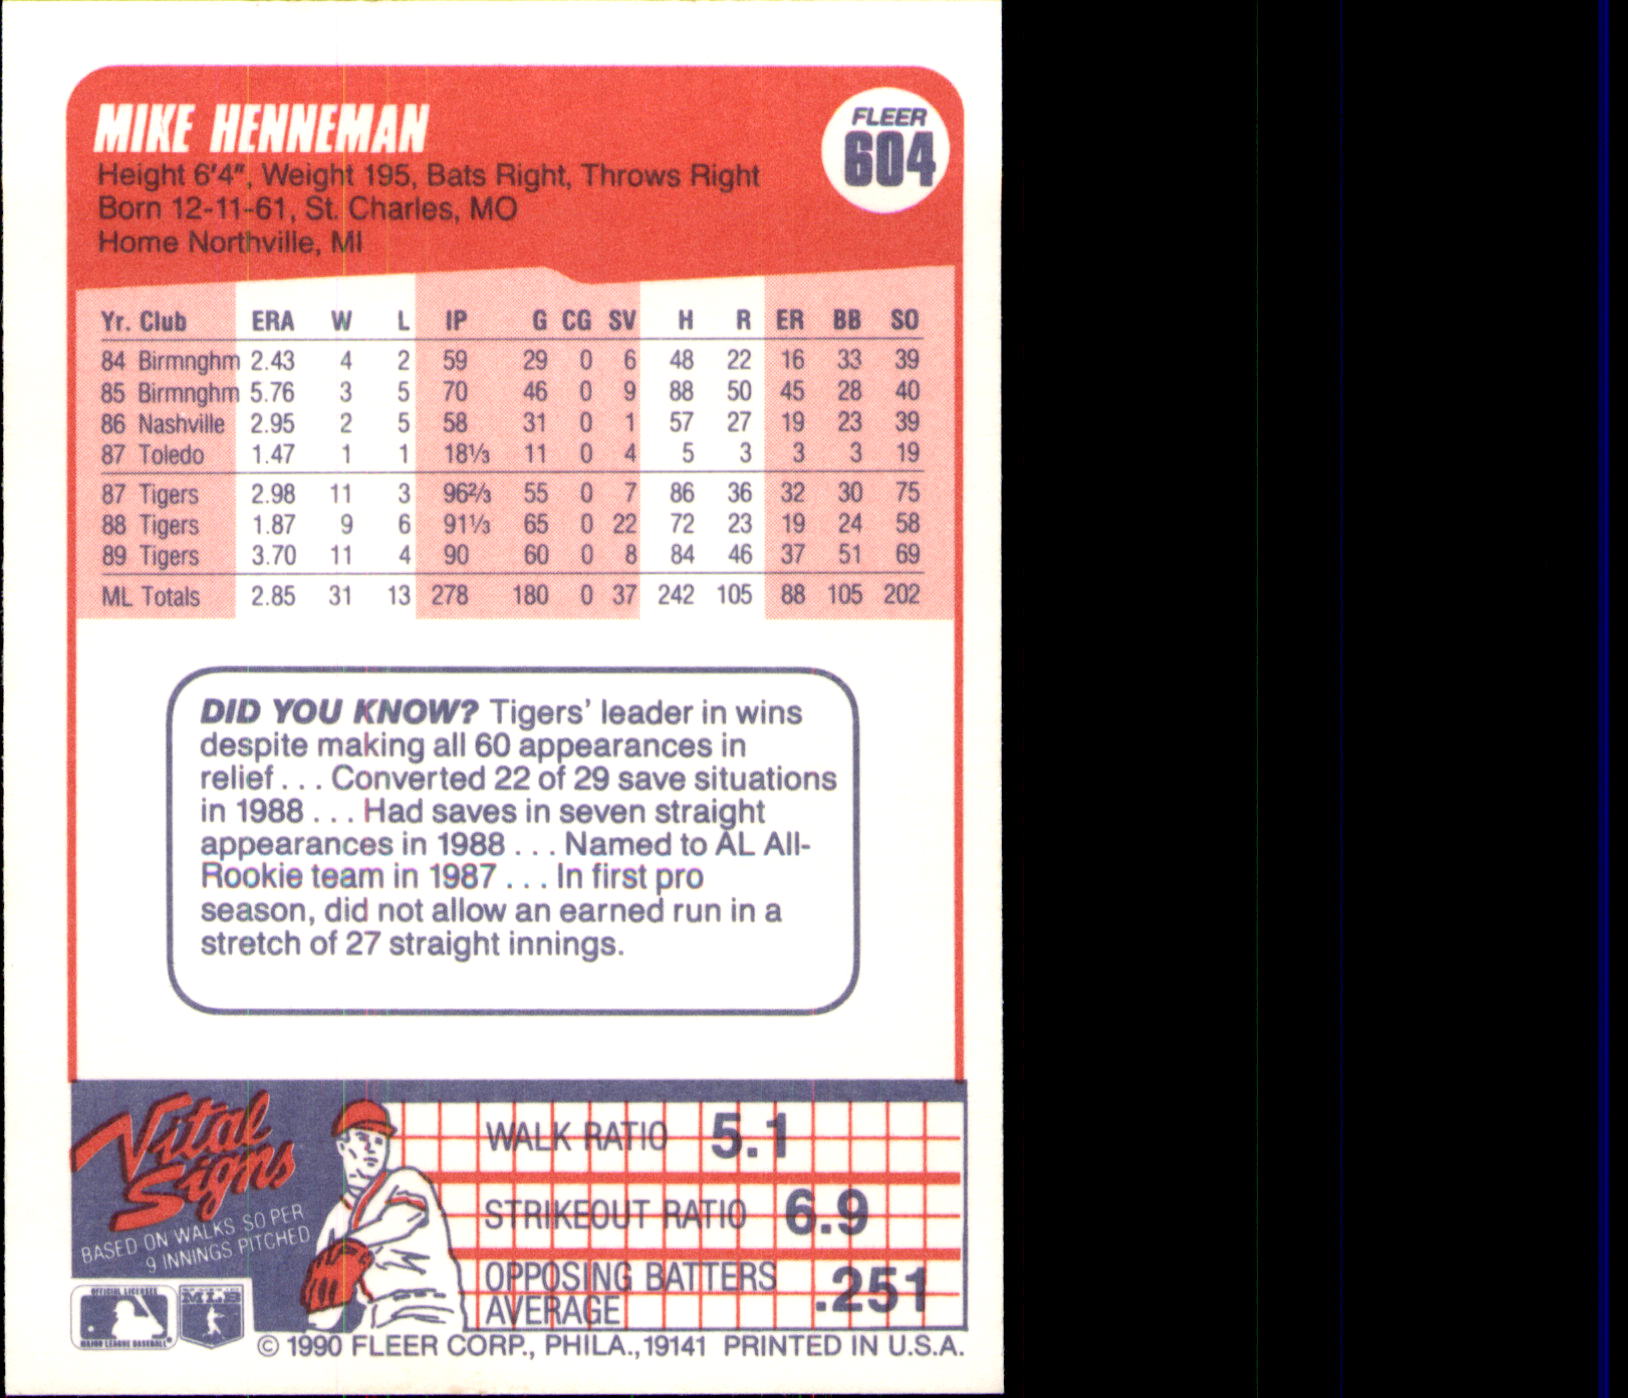 MIKE HENNEMAN
FLEER
604
Height 6'4", Weight 195, Bats Right, Throws Right
Born 12-11-61, St. Charles, MO
Home Northville, MI
Yr. Club ERA W L IP G CG SV H R ER BB SO
84 Birmnghm 2.43 4 2 59 29 0 6 48 22 16 33 39
85 Birmnghm 5.76 3 5 70 46 0 9 88 50 45 28 40
86 Nashville 2.95 2 5 58 31 0 1 57 27 19 23 39
87 Toledo 1.47 1 1 18⅓ 11 0 4 5 3 3 3 19
87 Tigers 2.98 11 3 96⅔ 55 0 7 86 36 32 30 75
88 Tigers 1.87 9 6 91⅓ 65 0 22 72 23 19 24 58
89 Tigers 3.70 11 4 90 60 0 8 84 46 37 51 69
ML Totals 2.85 31 13 278 180 0 37 242 105 88 105 202
DID YOU KNOW? Tigers' leader in wins
despite making all 60 appearances in
relief . . . Converted 22 of 29 save situations
in 1988 . . . Had saves in seven straight
appearances in 1988 . . . Named to AL All-
Rookie team in 1987 . . . In first pro
season, did not allow an earned run in a
stretch of 27 straight innings.
Vital
Signs
BASED ON WALKS SO PER
9 INNINGS PITCHED
WALK RATIO 5.1
STRIKEOUT RATIO 6.9
OPPOSING BATTERS
AVERAGE .251
OFFICIAL LICENSEE
MAJOR LEAGUE BASEBALL
© 1990 FLEER CORP., PHILA., 19141 PRINTED IN U.S.A.